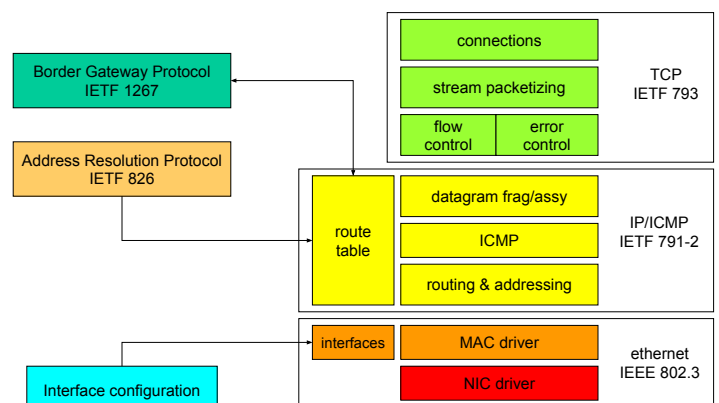 connections
Border Gateway Protocol
IETF 1267
stream packetizing
TCP
IETF 793
flow
control
error
control
Address Resolution Protocol
IETF 826
datagram frag/assy
route
table
ICMP
IP/ICMP
IETF 791-2
routing & addressing
interfaces
MAC driver
ethernet
IEEE 802.3
Interface configuration
NIC driver